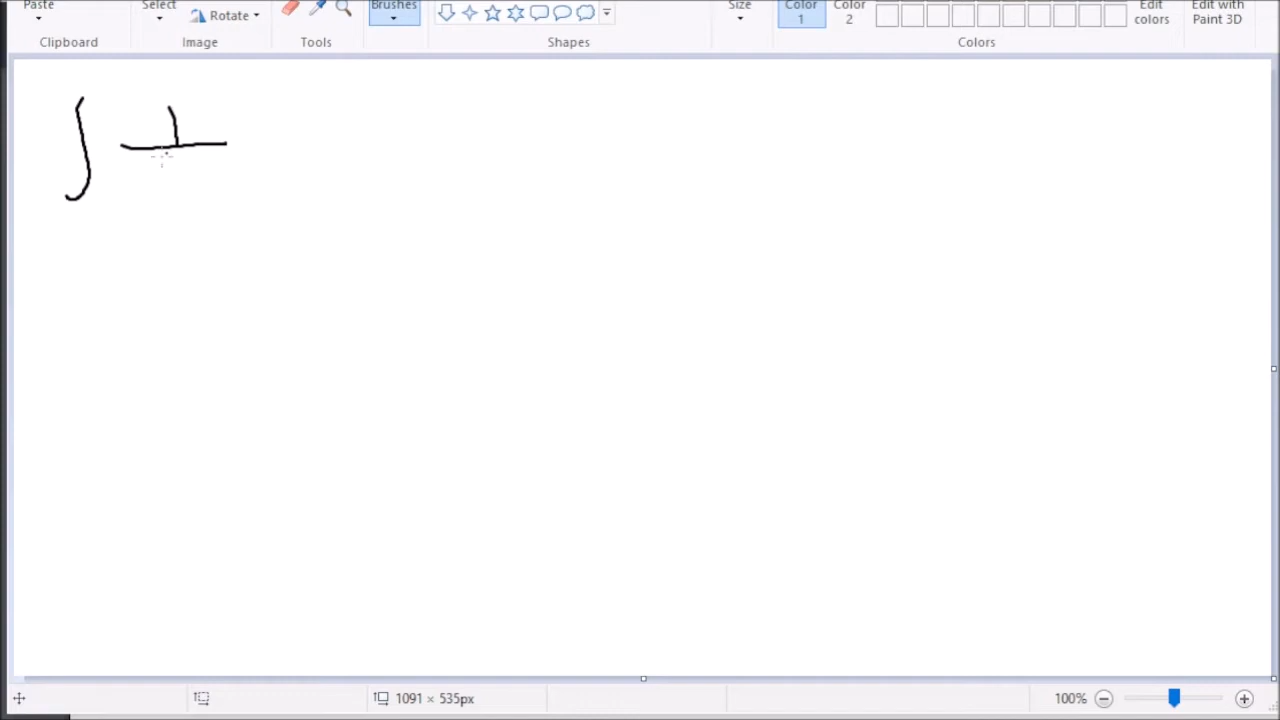 Paste
Select
Rotate
Brushes
Size
Color 1
Color 2
Edit colors
Edit with Paint 3D
Clipboard
Image
Tools
Shapes
Colors
∫ 1/
1091 × 535px
100%